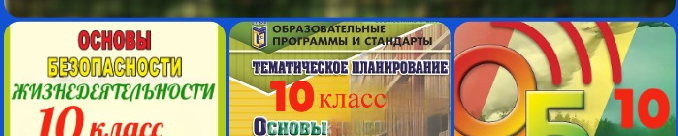 ОСНОВЫ
БЕЗОПАСНОСТИ
ЖИЗНЕДЕЯТЕЛЬНОСТИ
10 класс
ОБРАЗОВАТЕЛЬНЫЕ
ПРОГРАММЫ И СТАНДАРТЫ
ТЕМАТИЧЕСКОЕ ПЛАНИРОВАНИЕ
10 класс
Основы
О
Б
10